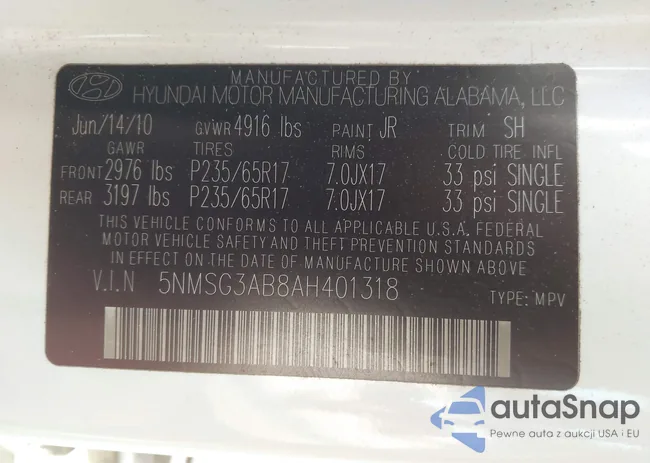 MANUFACTURED BY
HYUNDAI MOTOR MANUFACTURING ALABAMA, LLC
Jun/14/10 GVWR 4916 lbs PAINT JR TRIM SH
GAWR TIRES RIMS COLD TIRE INFL
FRONT 2976 lbs P235/65R17 7.0JX17 33 psi SINGLE
REAR 3197 lbs P235/65R17 7.0JX17 33 psi SINGLE
THIS VEHICLE CONFORMS TO ALL APPLICABLE U.S.A. FEDERAL
MOTOR VEHICLE SAFETY AND THEFT PREVENTION STANDARDS
IN EFFECT ON THE DATE OF MANUFACTURE SHOWN ABOVE
V.I.N 5NMSG3AB8AH401318 TYPE: MPV
autaSnap
Pewne auta z aukcji USA i EU